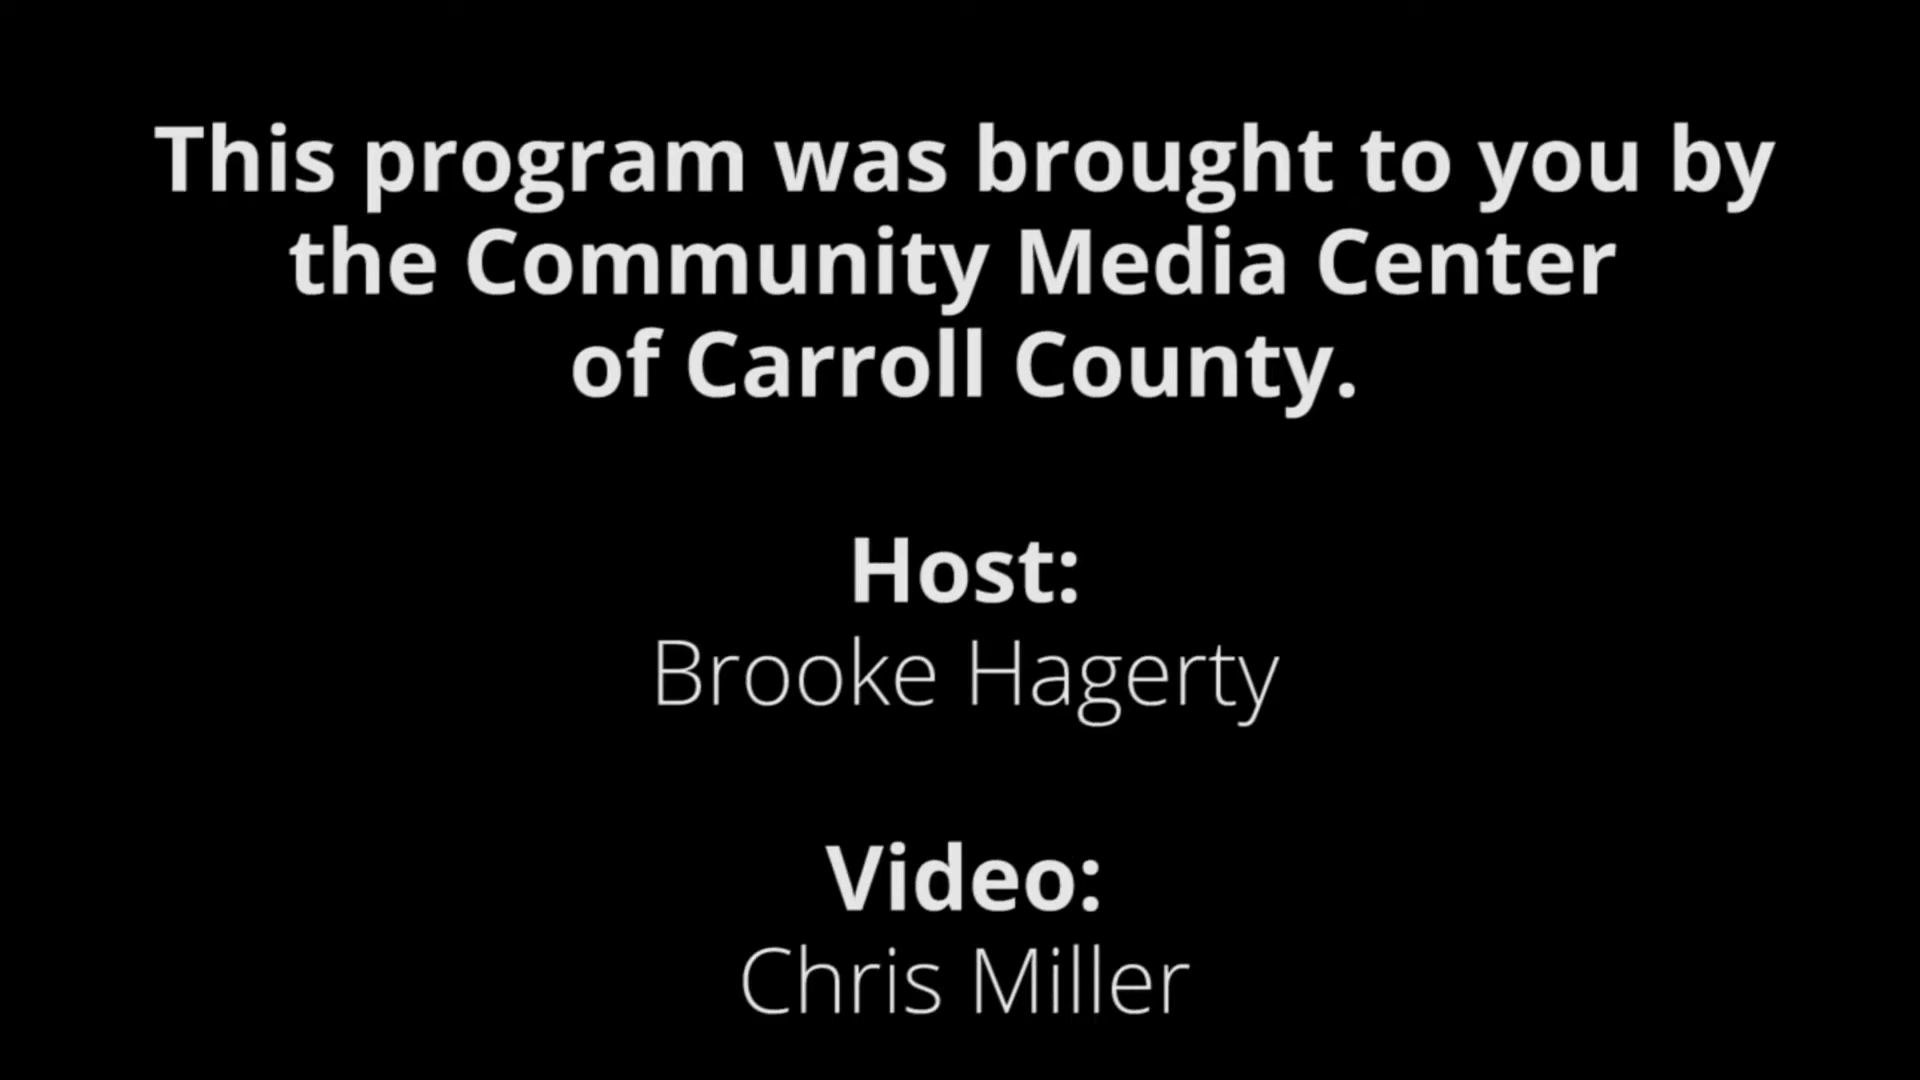 This program was brought to you by
the Community Media Center
of Carroll County.
Host:
Brooke Hagerty
Video:
Chris Miller